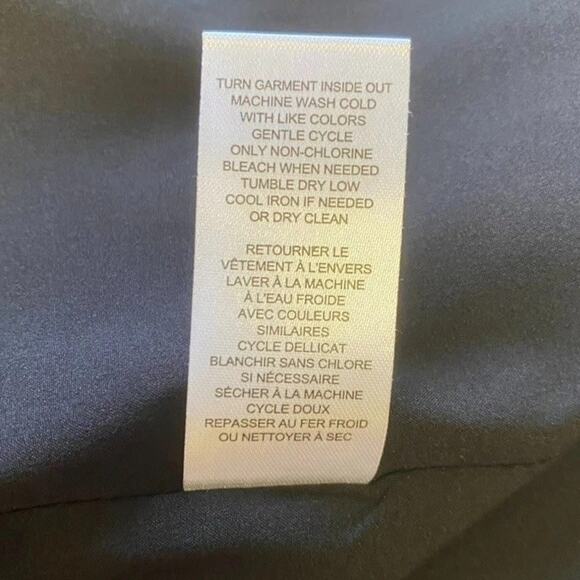 TURN GARMENT INSIDE OUT
MACHINE WASH COLD
WITH LIKE COLORS
GENTLE CYCLE
ONLY NON-CHLORINE
BLEACH WHEN NEEDED
TUMBLE DRY LOW
COOL IRON IF NEEDED
OR DRY CLEAN
RETOURNER LE
VÊTEMENT À L'ENVERS
LAVER À LA MACHINE
À L'EAU FROIDE
AVEC COULEURS
SIMILAIRES
CYCLE DELLICAT
BLANCHIR SANS CHLORE
SI NÉCESSAIRE
SÉCHER À LA MACHINE
CYCLE DOUX
REPASSER AU FER FROID
OU NETTOYER À SEC